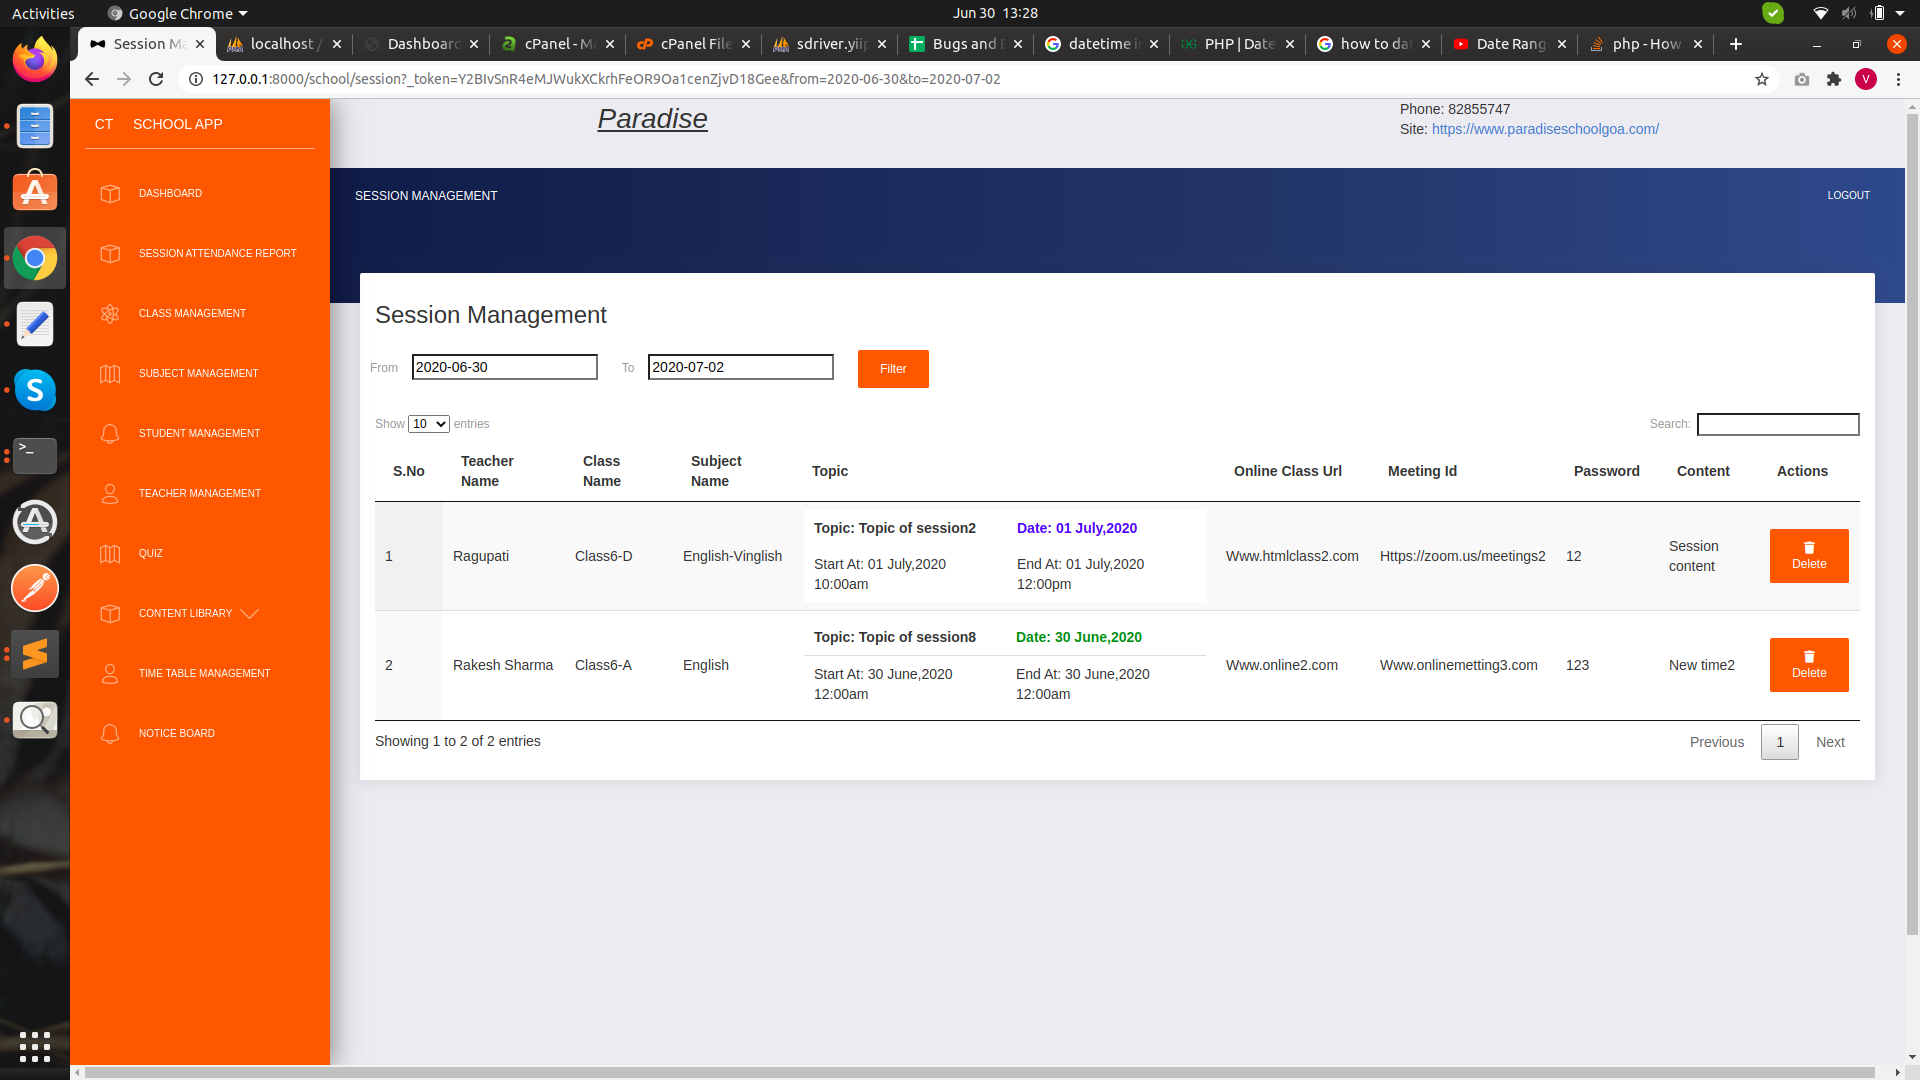 Activities
Google Chrome
Jun 30 13:28
Session Ma
localhost /
Dashboard
cPanel - Ma
cPanel File
sdriver.yiip
Bugs and E
datetime i
PHP | Date
how to dat
Date Rang
php - How
127.0.0.1:8000/school/session?_token=Y2BIvSnR4eMJWukXCkrhFeOR9Oa1cenZjvD18Gee&from=2020-06-30&to=2020-07-02
V
CT SCHOOL APP
DASHBOARD
SESSION ATTENDANCE REPORT
CLASS MANAGEMENT
SUBJECT MANAGEMENT
STUDENT MANAGEMENT
TEACHER MANAGEMENT
QUIZ
CONTENT LIBRARY
TIME TABLE MANAGEMENT
NOTICE BOARD
Paradise
Phone: 82855747
Site: https://www.paradiseschoolgoa.com/
SESSION MANAGEMENT
LOGOUT
Session Management
From 2020-06-30 To 2020-07-02 Filter
Show 10 entries
Search:
S.No Teacher Name Class Name Subject Name Topic Online Class Url Meeting Id Password Content Actions
1 Ragupati Class6-D English-Vinglish
Topic: Topic of session2 Date: 01 July,2020
Start At: 01 July,2020 10:00am End At: 01 July,2020 12:00pm
Www.htmlclass2.com Https://zoom.us/meetings2 12 Session content Delete
2 Rakesh Sharma Class6-A English
Topic: Topic of session8 Date: 30 June,2020
Start At: 30 June,2020 12:00am End At: 30 June,2020 12:00am
Www.online2.com Www.onlinemetting3.com 123 New time2 Delete
Showing 1 to 2 of 2 entries
Previous 1 Next